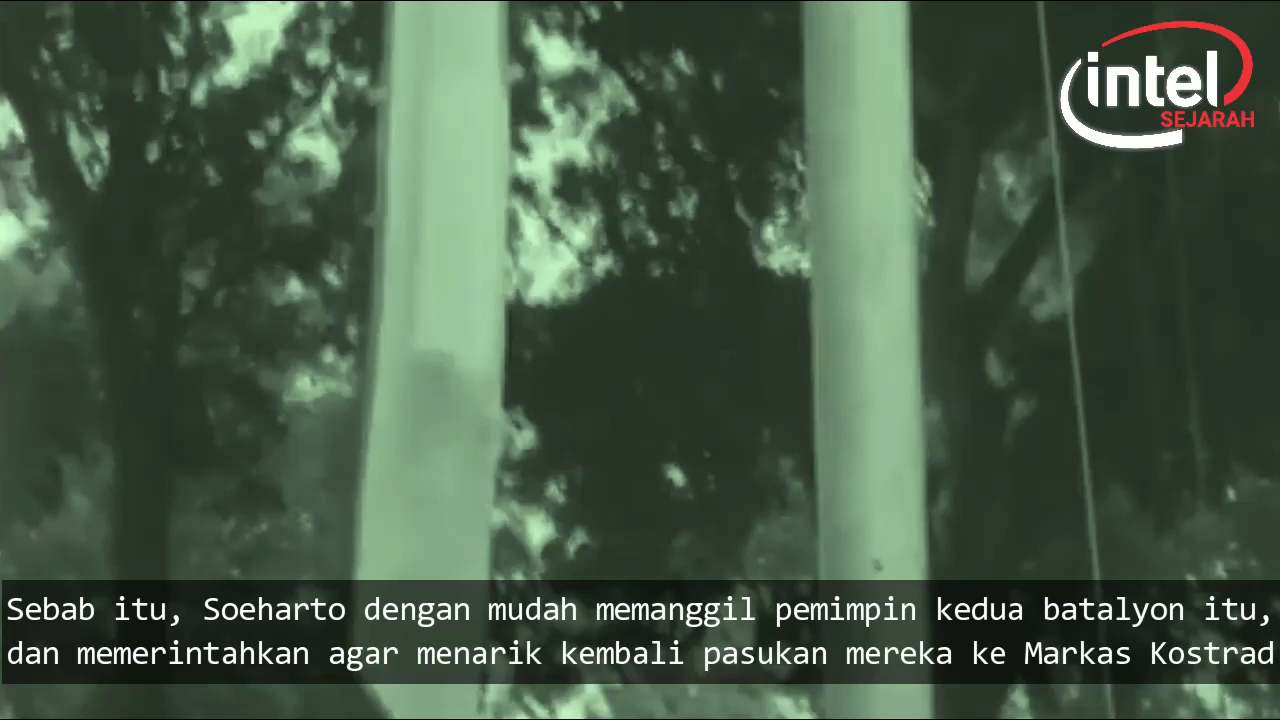 intel
SEJARAH
Sebab itu, Soeharto dengan mudah memanggil pemimpin kedua batalyon itu,
dan memerintahkan agar menarik kembali pasukan mereka ke Markas Kostrad